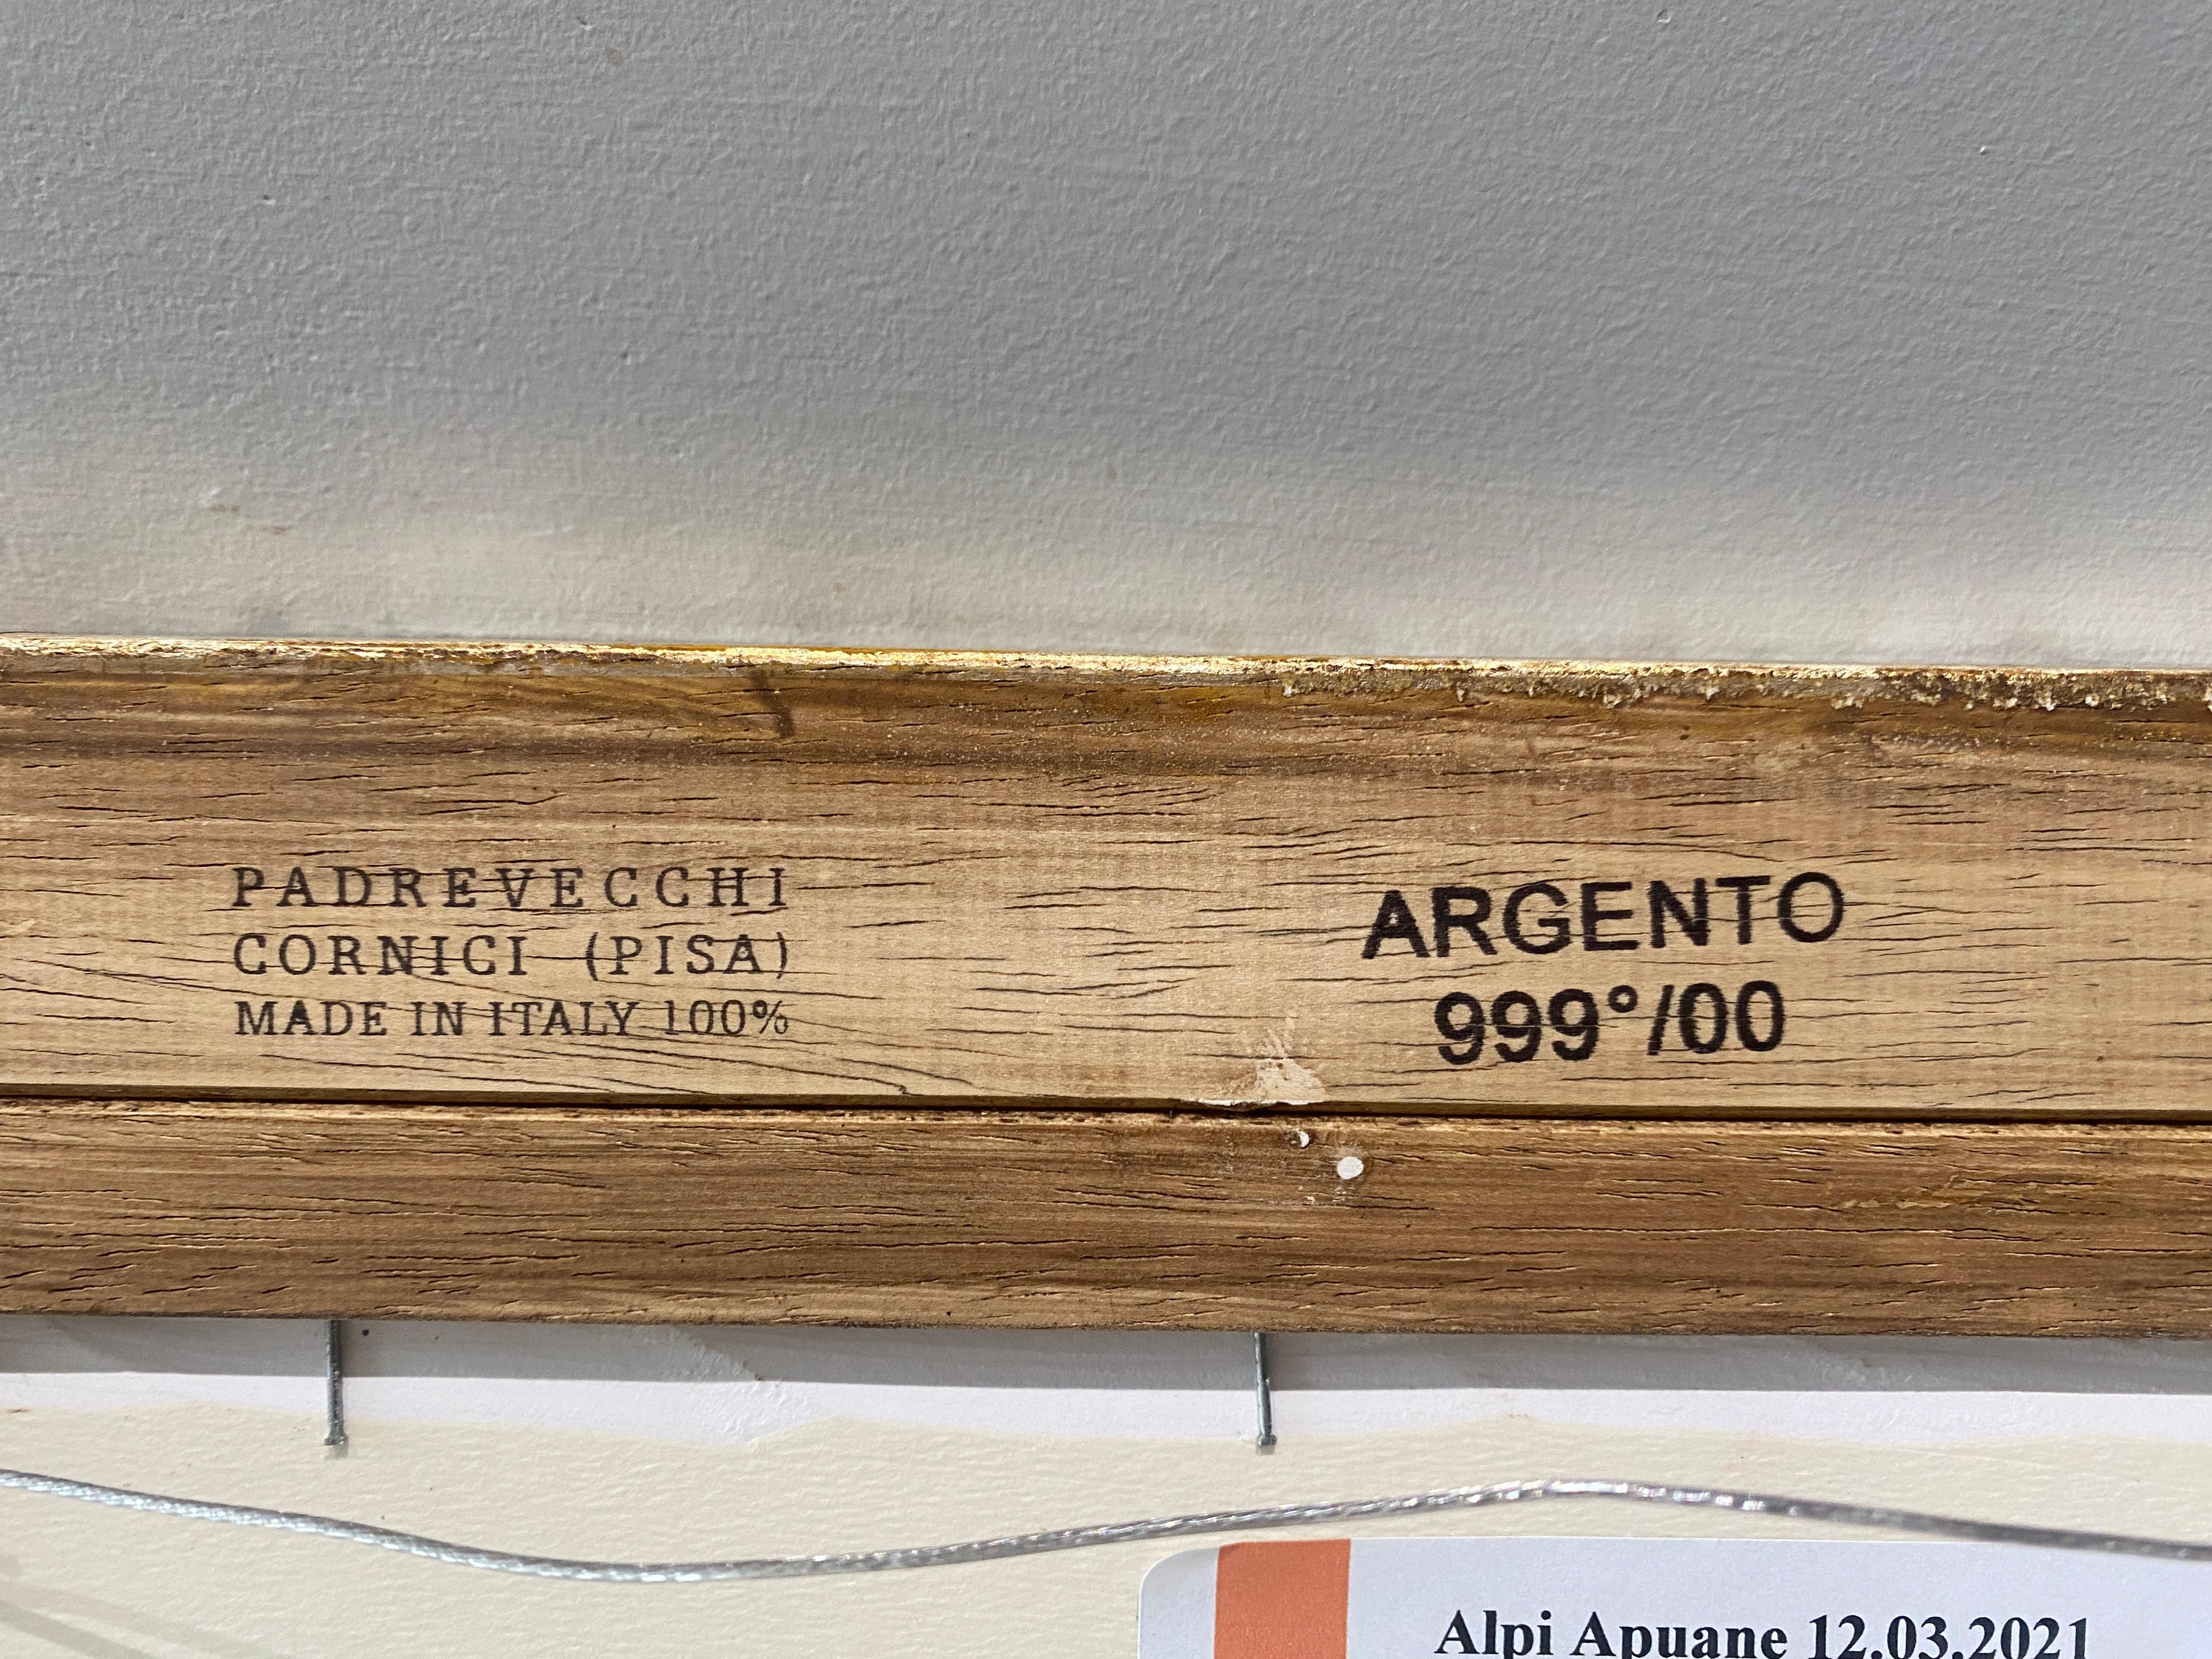 PADREVECCHI
CORNICI (PISA)
MADE IN ITALY 100%
ARGENTO
999°/00
Alpi Apuane 12.03.2021